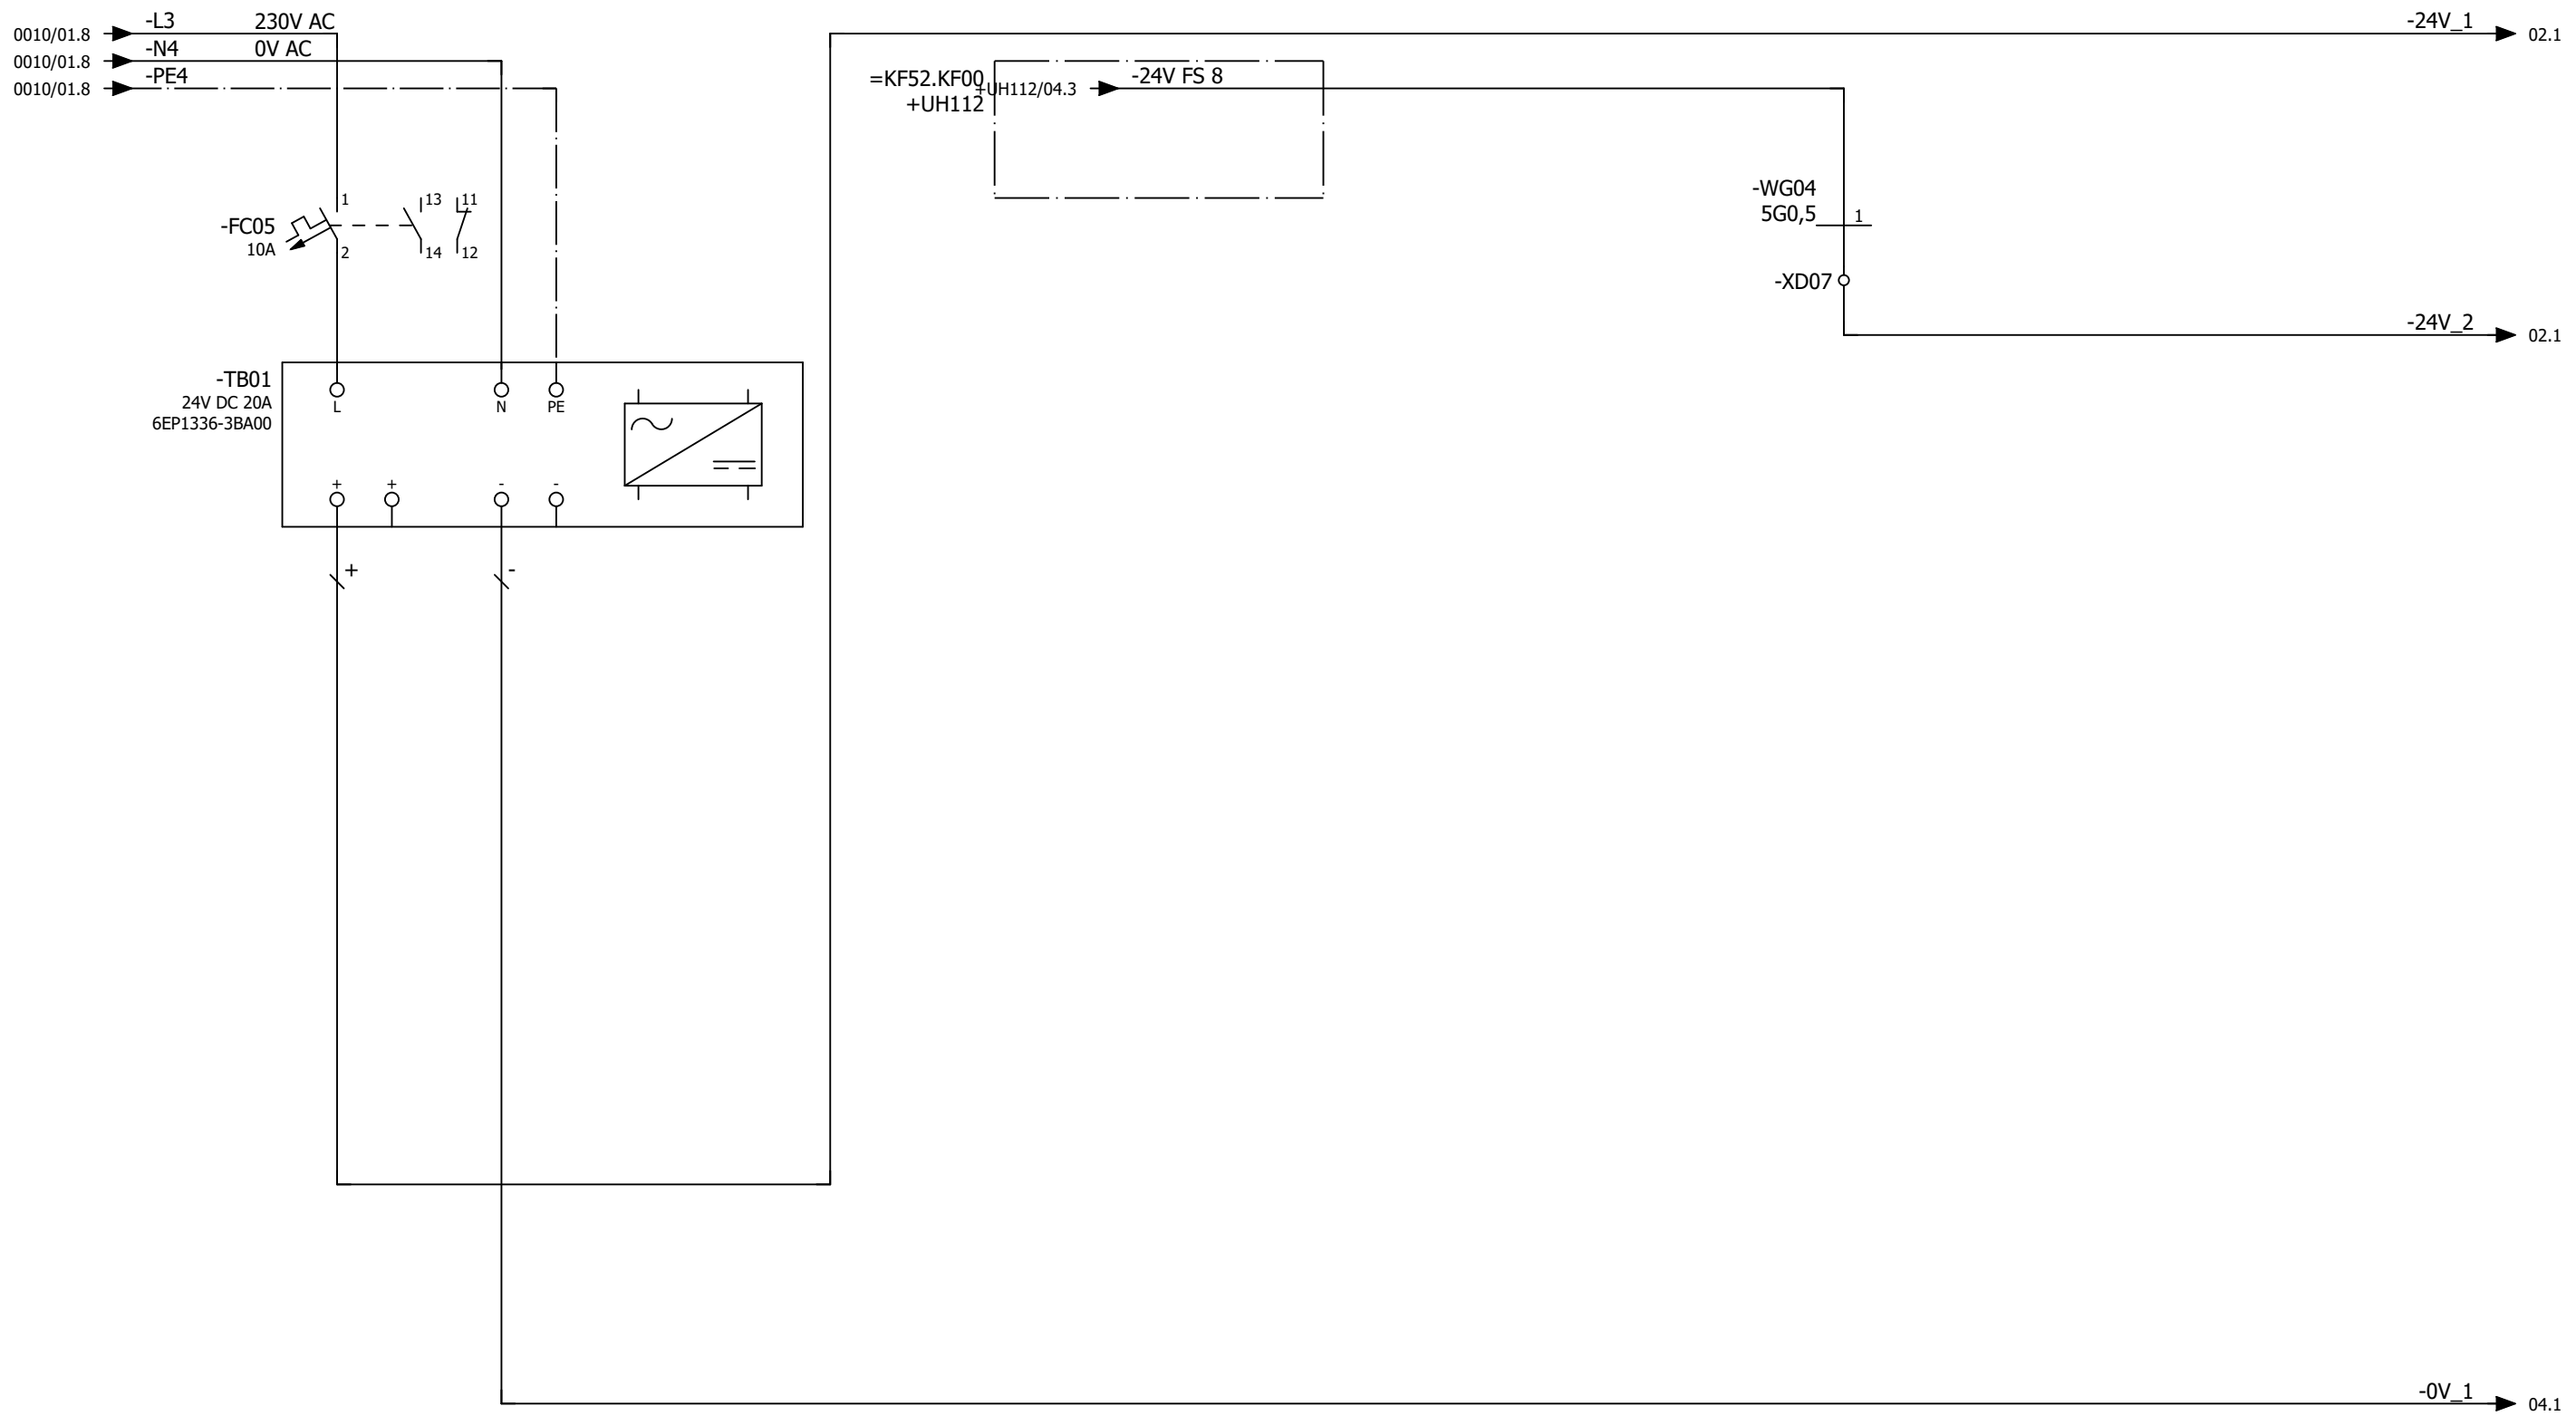 0010/01.8 -L3 230V AC
0010/01.8 -N4 0V AC
0010/01.8 -PE4
-24V_1 02.1
=KF52.KF00
+UH112
+UH112/04.3 -24V FS 8
-FC05
10A
1
2
13
14
11
12
-WG04
5G0,5
1
-XD07
-24V_2 02.1
-TB01
24V DC 20A
6EP1336-3BA00
L N PE
+ + - -
+ -
-0V_1 04.1